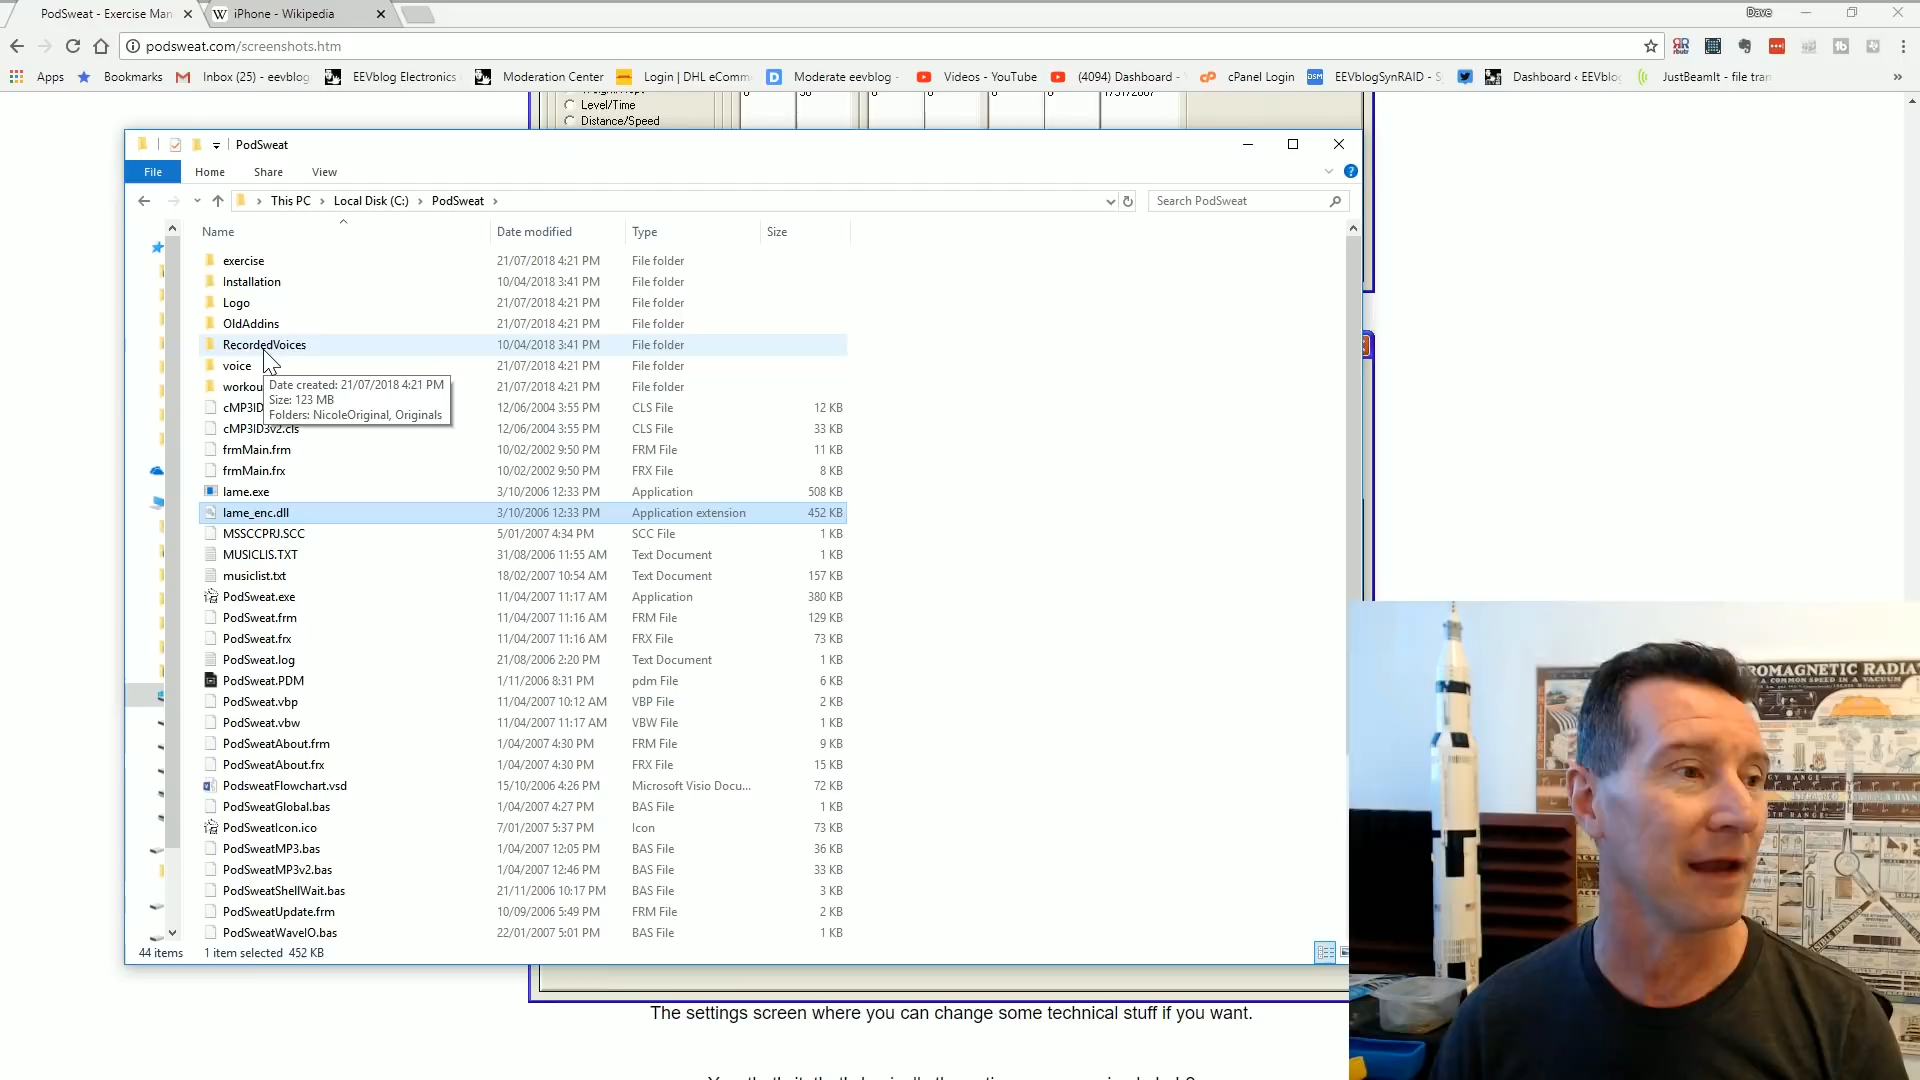 PodSweat - Exercise Man
iPhone - Wikipedia
Dave
podsweat.com/screenshots.htm
Apps
Bookmarks
Inbox (25) - eevblog
EEVblog Electronics
Moderation Center
Login | DHL eComm
Moderate eevblog -
Videos - YouTube
(4094) Dashboard -
cPanel Login
EEVblogSynRAID - S
Dashboard ‹ EEVblog
JustBeamIt - file tran
Level/Time
Distance/Speed
PodSweat
File
Home
Share
View
This PC
Local Disk (C:)
PodSweat
Search PodSweat
Name
Date modified
Type
Size
exercise 21/07/2018 4:21 PM File folder
Installation 10/04/2018 3:41 PM File folder
Logo 21/07/2018 4:21 PM File folder
OldAddins 21/07/2018 4:21 PM File folder
RecordedVoices 10/04/2018 3:41 PM File folder
voice 21/07/2018 4:21 PM File folder
workou 21/07/2018 4:21 PM File folder
Date created: 21/07/2018 4:21 PM
Size: 123 MB
Folders: NicoleOriginal, Originals
cMP3ID 12/06/2004 3:55 PM CLS File 12 KB
cMP3ID3v2.cls 12/06/2004 3:55 PM CLS File 33 KB
frmMain.frm 10/02/2002 9:50 PM FRM File 11 KB
frmMain.frx 10/02/2002 9:50 PM FRX File 8 KB
lame.exe 3/10/2006 12:33 PM Application 508 KB
lame_enc.dll 3/10/2006 12:33 PM Application extension 452 KB
MSSCCPRJ.SCC 5/01/2007 4:34 PM SCC File 1 KB
MUSICLIS.TXT 31/08/2006 11:55 AM Text Document 1 KB
musiclist.txt 18/02/2007 10:54 AM Text Document 157 KB
PodSweat.exe 11/04/2007 11:17 AM Application 380 KB
PodSweat.frm 11/04/2007 11:16 AM FRM File 129 KB
PodSweat.frx 11/04/2007 11:16 AM FRX File 73 KB
PodSweat.log 21/08/2006 2:20 PM Text Document 1 KB
PodSweat.PDM 1/11/2006 8:31 PM pdm File 6 KB
PodSweat.vbp 11/04/2007 10:12 AM VBP File 2 KB
PodSweat.vbw 11/04/2007 11:17 AM VBW File 1 KB
PodSweatAbout.frm 1/04/2007 4:30 PM FRM File 9 KB
PodSweatAbout.frx 1/04/2007 4:30 PM FRX File 15 KB
PodsweatFlowchart.vsd 15/10/2006 4:26 PM Microsoft Visio Docu... 72 KB
PodSweatGlobal.bas 1/04/2007 4:27 PM BAS File 1 KB
PodSweatIcon.ico 7/01/2007 5:37 PM Icon 73 KB
PodSweatMP3.bas 1/04/2007 12:05 PM BAS File 36 KB
PodSweatMP3v2.bas 1/04/2007 12:46 PM BAS File 33 KB
PodSweatShellWait.bas 21/11/2006 10:17 PM BAS File 3 KB
PodSweatUpdate.frm 10/09/2006 5:49 PM FRM File 2 KB
PodSweatWaveIO.bas 22/01/2007 5:01 PM BAS File 1 KB
44 items
1 item selected 452 KB
ROMAGNETIC RADIA
A COMMON SPEED IN A VACUUM
The settings screen where you can change some technical stuff if you want.